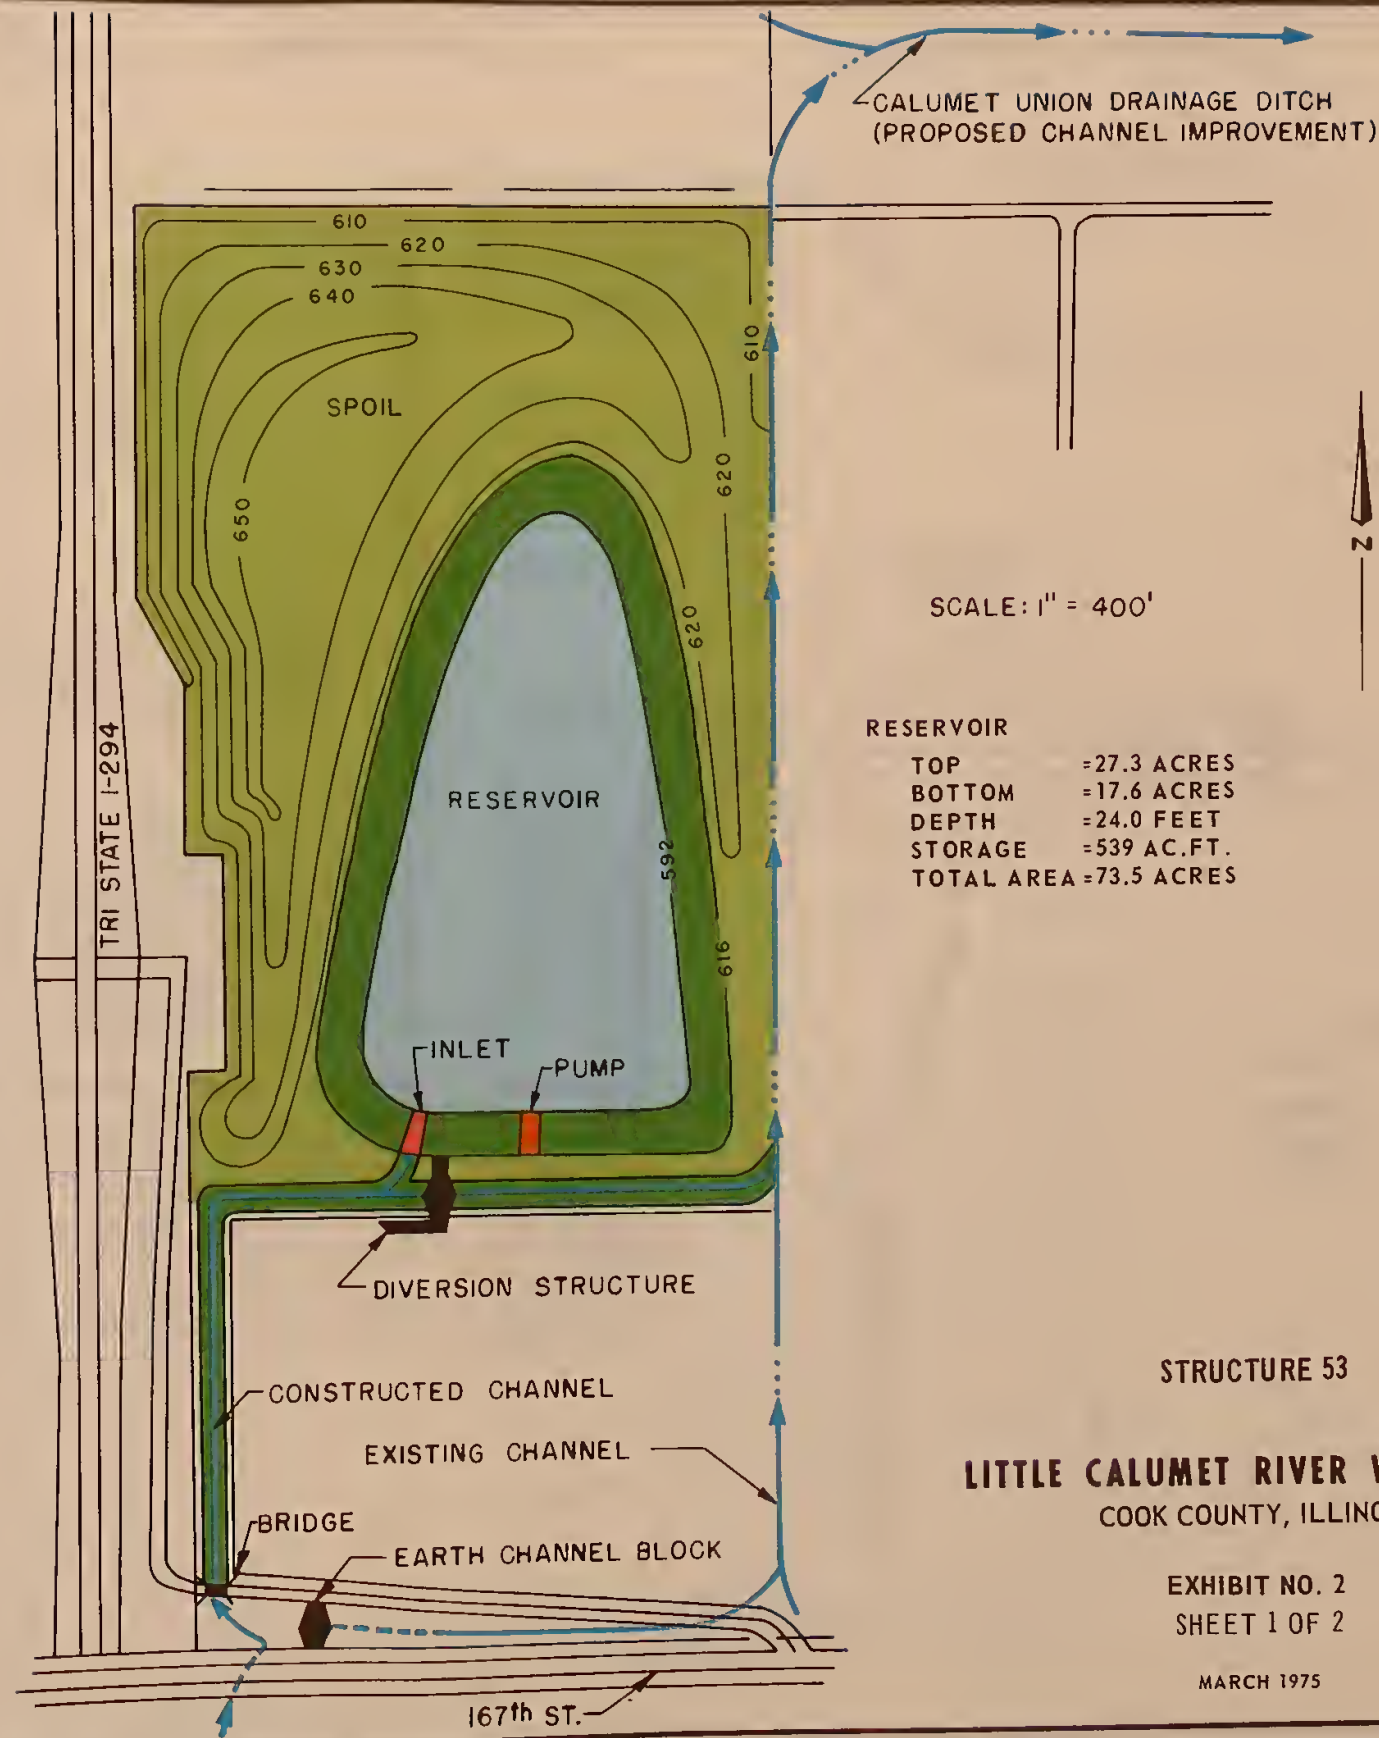 CALUMET UNION DRAINAGE DITCH
(PROPOSED CHANNEL IMPROVEMENT)
610
620
630
640
610
SPOIL
620
650
N
SCALE: 1" = 400'
620
TRI STATE I-294
RESERVOIR
RESERVOIR
TOP =27.3 ACRES
BOTTOM =17.6 ACRES
DEPTH =24.0 FEET
STORAGE =539 AC.FT.
TOTAL AREA =73.5 ACRES
592
616
INLET
PUMP
DIVERSION STRUCTURE
CONSTRUCTED CHANNEL
EXISTING CHANNEL
BRIDGE
EARTH CHANNEL BLOCK
167th ST.
STRUCTURE 53
LITTLE CALUMET RIVER
COOK COUNTY,
EXHIBIT NO. 2
SHEET 1 OF 2
MARCH 1975